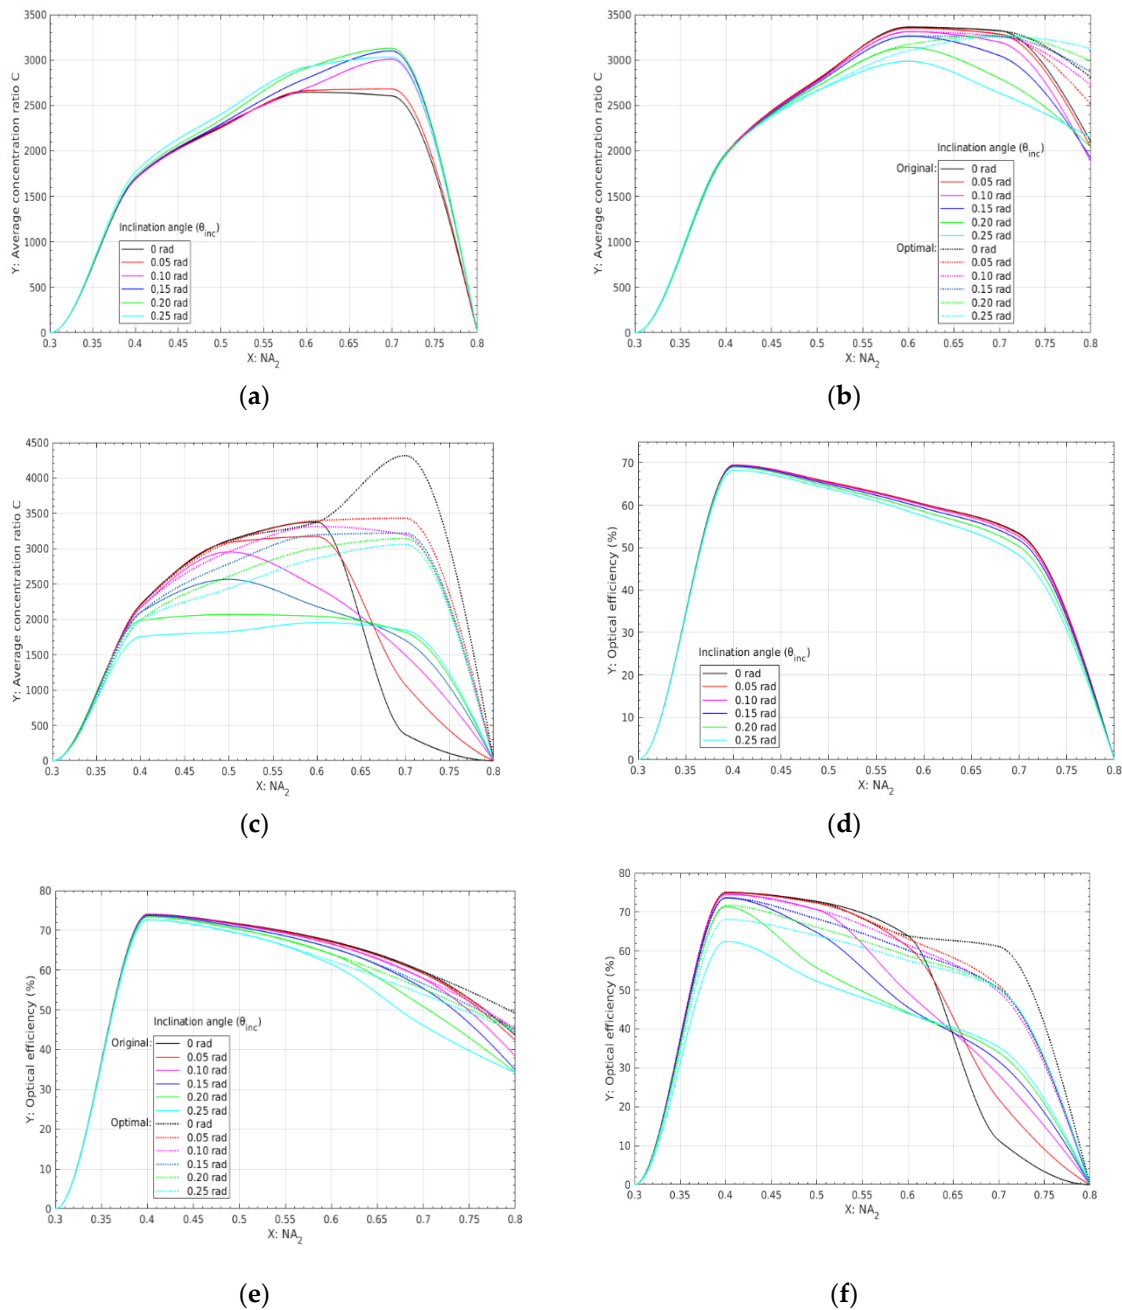 Y: Average concentration ratio C
3500
3000
2500
2000
1500
1000
500
0
Inclination angle (θinc)
0 rad
0.05 rad
0.10 rad
0,15 rad
0.20 rad
0.25 rad
0.3 0.35 0.4 0.45 0.5 0.55 0.6 0.65 0.7 0.75 0.8
X: NA2
(a)
Y: Average concentration ratio C
3500
3000
2500
2000
1500
1000
500
0
Inclination angle (θinc)
Original: 0 rad
0.05 rad
0.10 rad
0.15 rad
0.20 rad
0.25 rad
Optimal: 0 rad
0.05 rad
0.10 rad
0.15 rad
0.20 rad
0.25 rad
0.3 0.35 0.4 0.45 0.5 0.55 0.6 0.65 0.7 0.75 0.8
X: NA2
(b)
Y: Average concentration ratio C
4500
4000
3500
3000
2500
2000
1500
1000
500
0
0.3 0.35 0.4 0.45 0.5 0.55 0.6 0.65 0.7 0.75 0.8
X: NA2
(c)
Y: Optical efficiency (%)
70
60
50
40
30
20
10
0
Inclination angle (θinc)
0 rad
0.05 rad
0.10 rad
0.15 rad
0.20 rad
0.25 rad
0.3 0.35 0.4 0.45 0.5 0.55 0.6 0.65 0.7 0.75 0.8
X: NA2
(d)
Y: Optical efficiency (%)
80
70
60
50
40
30
20
10
0
Inclination angle (θinc)
Original: 0 rad
0.05 rad
0.10 rad
0.15 rad
0.20 rad
0.25 rad
Optimal: 0 rad
0.05 rad
0.10 rad
0.15 rad
0.20 rad
0.25 rad
0.3 0.35 0.4 0.45 0.5 0.55 0.6 0.65 0.7 0.75 0.8
X: NA2
(e)
Y: Optical efficiency (%)
80
70
60
50
40
30
20
10
0
0.3 0.35 0.4 0.45 0.5 0.55 0.6 0.65 0.7 0.75 0.8
X: NA2
(f)